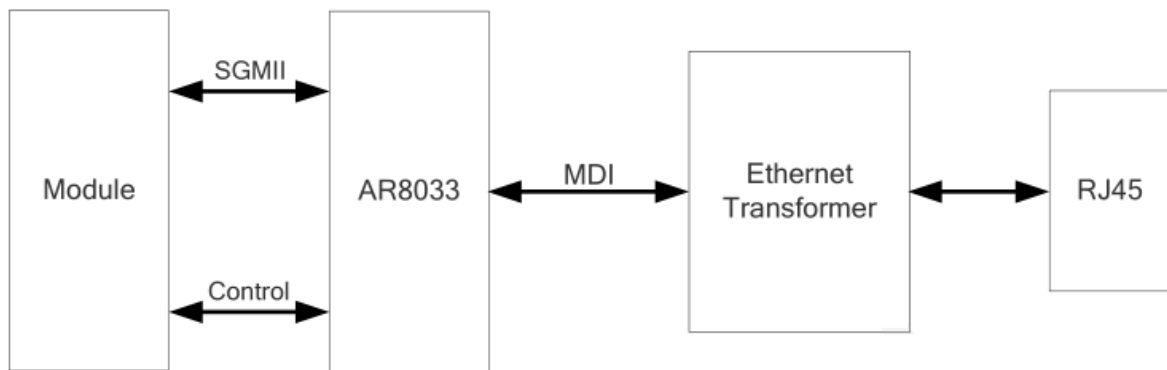 SGMII
Module
AR8033
MDI
Ethernet
Transformer
RJ45
Control